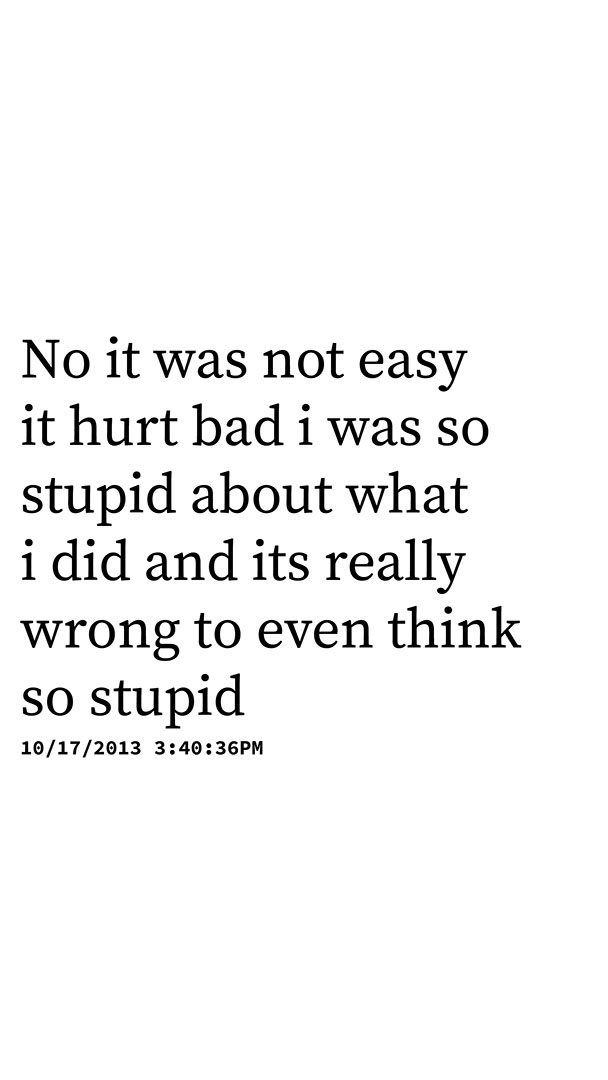 No it was not easy
it hurt bad i was so
stupid about what
i did and its really
wrong to even think
so stupid
10/17/2013 3:40:36PM